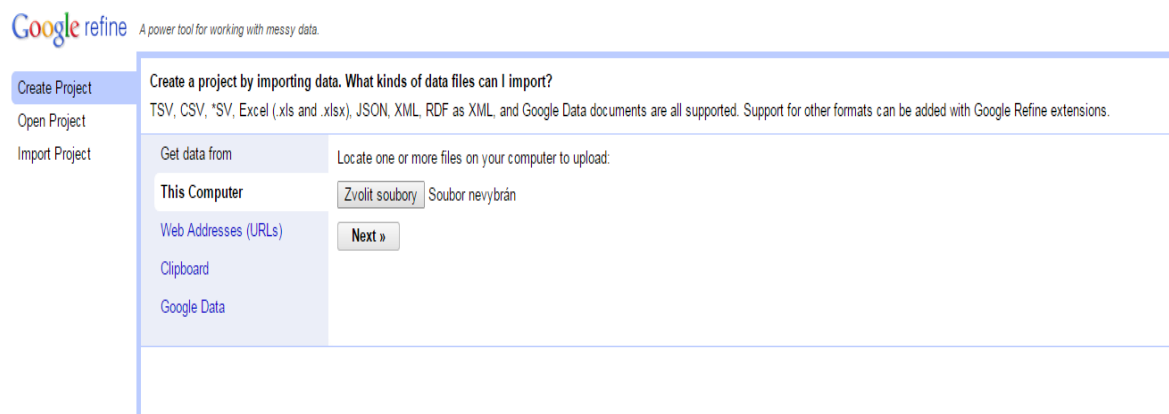 Google refine A power tool for working with messy data.
Create Project
Open Project
Import Project
Create a project by importing data. What kinds of data files can I import?
TSV, CSV, *SV, Excel (.xls and .xlsx), JSON, XML, RDF as XML, and Google Data documents are all supported. Support for other formats can be added with Google Refine extensions.
Get data from
This Computer
Web Addresses (URLs)
Clipboard
Google Data
Locate one or more files on your computer to upload:
Zvolit soubory Soubor nevybrán
Next »